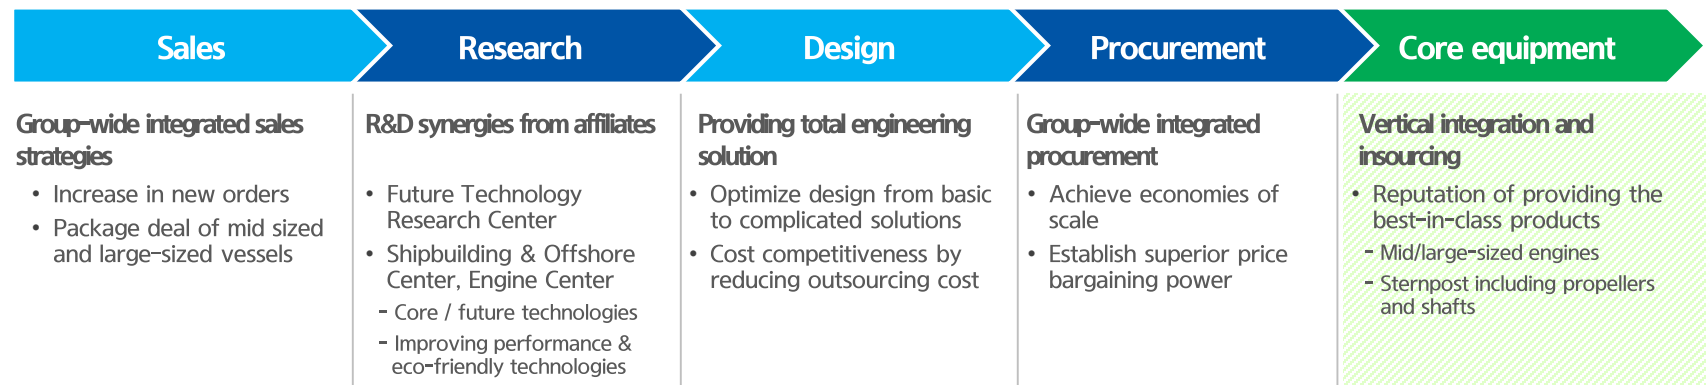 Sales
Research
Design
Procurement
Core equipment
Group-wide integrated sales
strategies
• Increase in new orders
• Package deal of mid sized
and large-sized vessels
R&D synergies from affiliates
• Future Technology
Research Center
• Shipbuilding & Offshore
Center, Engine Center
- Core / future technologies
- Improving performance &
eco-friendly technologies
Providing total engineering
solution
• Optimize design from basic
to complicated solutions
• Cost competitiveness by
reducing outsourcing cost
Group-wide integrated
procurement
• Achieve economies of
scale
• Establish superior price
bargaining power
Vertical integration and
insourcing
• Reputation of providing the
best-in-class products
- Mid/large-sized engines
- Sternpost including propellers
and shafts